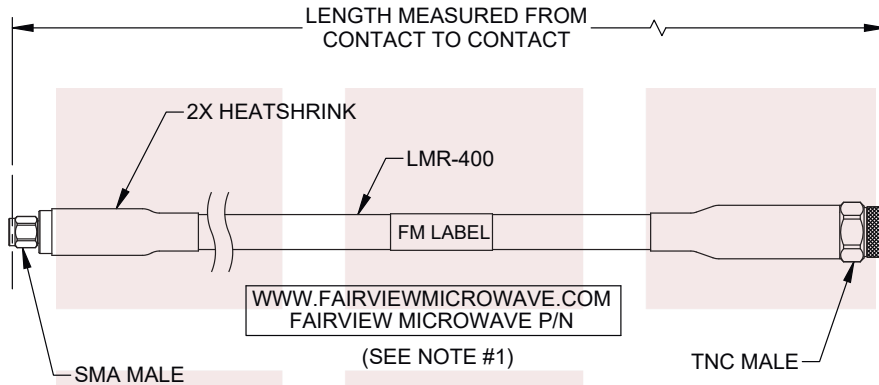 LENGTH MEASURED FROM
CONTACT TO CONTACT
2X HEATSHRINK
LMR-400
FM LABEL
WWW.FAIRVIEWMICROWAVE.COM
FAIRVIEW MICROWAVE P/N
(SEE NOTE #1)
SMA MALE
TNC MALE